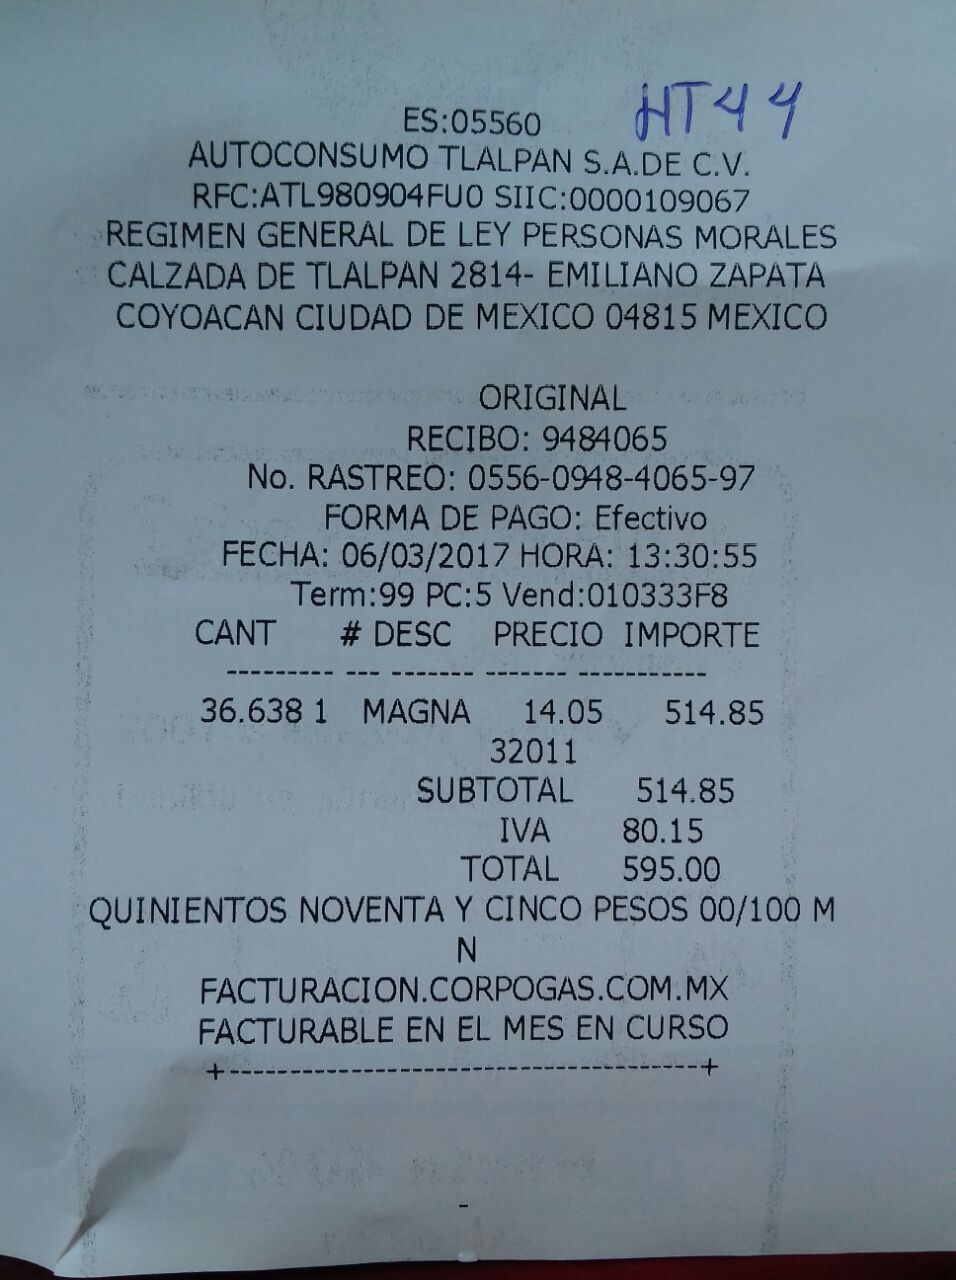 HT44
ES:05560
AUTOCONSUMO TLALPAN S.A.DE C.V.
RFC:ATL980904FU0 SIIC:0000109067
REGIMEN GENERAL DE LEY PERSONAS MORALES
CALZADA DE TLALPAN 2814- EMILIANO ZAPATA
COYOACAN CIUDAD DE MEXICO 04815 MEXICO
ORIGINAL
RECIBO: 9484065
No. RASTREO: 0556-0948-4065-97
FORMA DE PAGO: Efectivo
FECHA: 06/03/2017 HORA: 13:30:55
Term:99 PC:5 Vend:010333F8
CANT # DESC PRECIO IMPORTE
--------- --- ------- ------- -----------
36.638 1 MAGNA 14.05 514.85
32011
SUBTOTAL 514.85
IVA 80.15
TOTAL 595.00
QUINIENTOS NOVENTA Y CINCO PESOS 00/100 M
N
FACTURACION.CORPOGAS.COM.MX
FACTURABLE EN EL MES EN CURSO
+---------------------------------------+
-